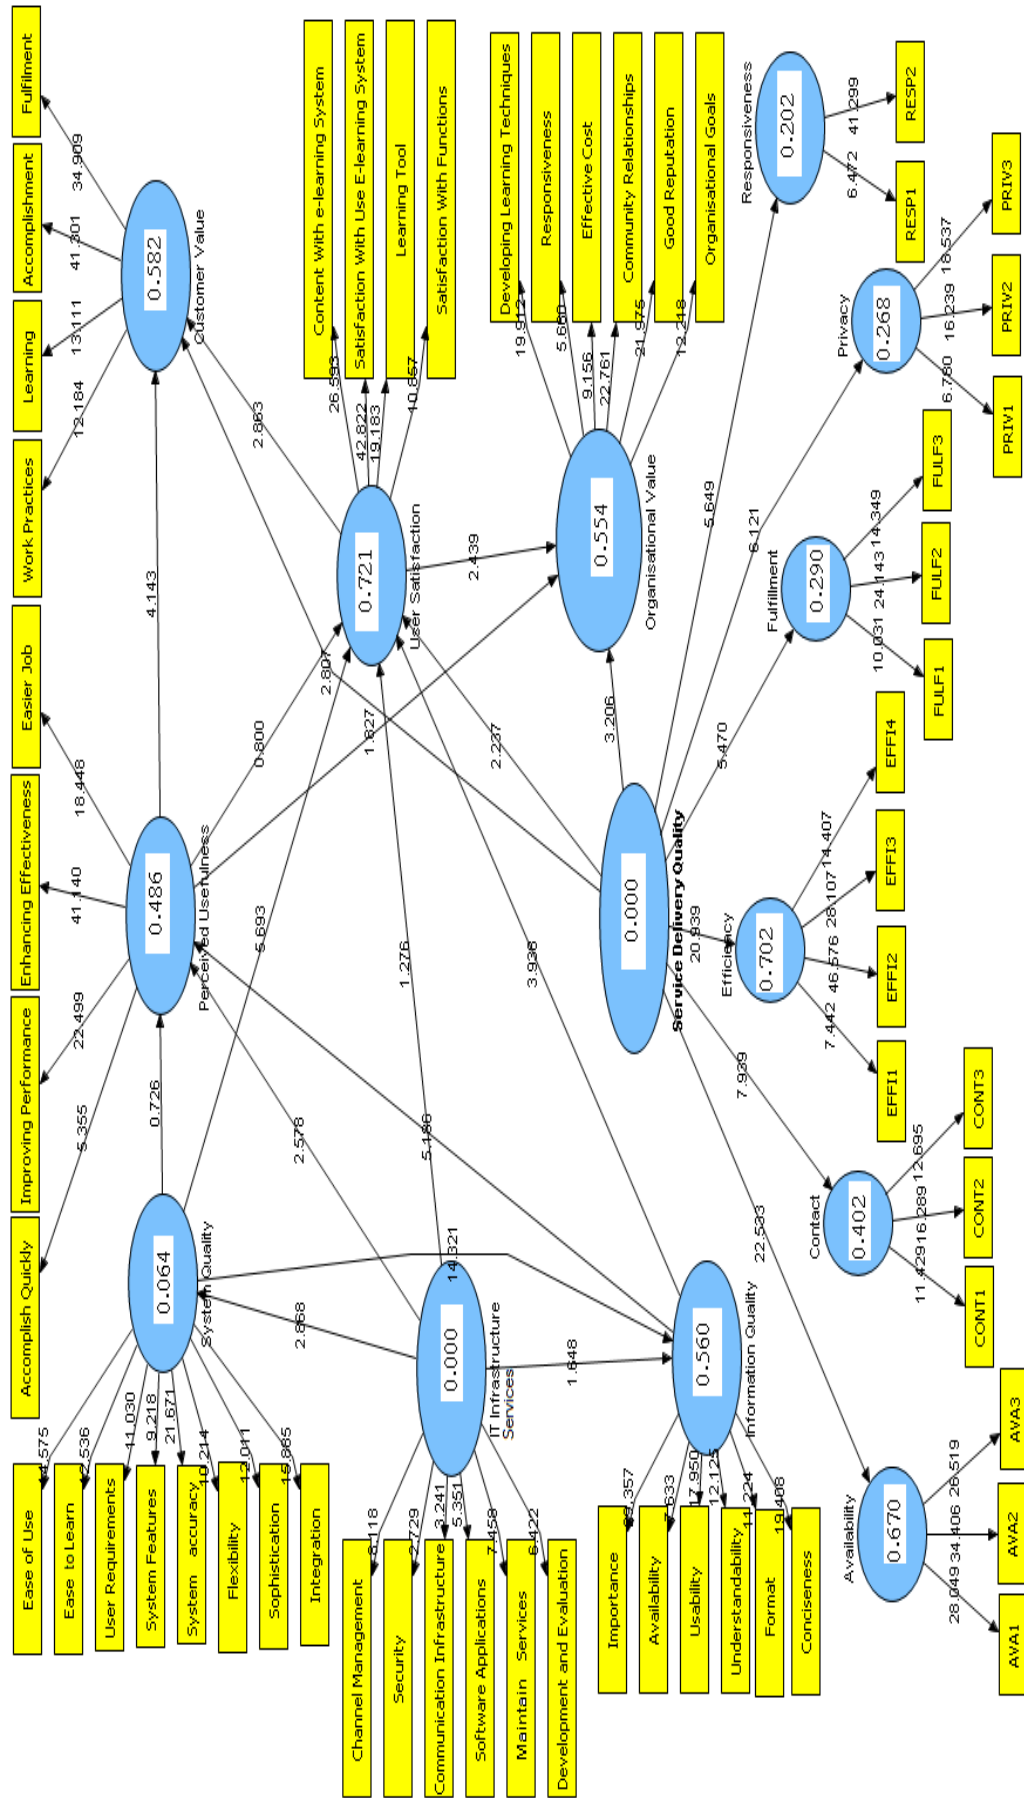 Ease of Use
Ease to Learn
User Requirements
System Features
System accuracy
Flexibility
Sophistication
Integration
11.030
9.218
21.671
10.214
12.011
15.885
0.064
System Quality
Accomplish Quickly
Improving Performance
Enhancing Effectiveness
Easier Job
5.355
22.499
41.140
18.448
0.486
Perceived Usefulness
Work Practices
Learning
Accomplishment
Fulfilment
12.184
13.111
41.301
34.909
0.582
Customer Value
0.726
4.143
2.868
2.578
5.693
0.800
1.827
2.807
2.863
14.321
5.186
1.276
3.936
2.237
2.439
1.648
3.206
Channel Management
Security
Communication Infrastructure
Software Applications
Maintain Services
Development and Evaluation
8.118
2.729
3.241
5.351
7.458
6.422
0.000
IT Infrastructure
Services
0.721
User Satisfaction
Content With e-learning System
Satisfaction With Use E-learning System
Learning Tool
Satisfaction With Functions
26.593
42.822
19.183
10.857
Importance
Availability
Usability
Understandability
Format
Conciseness
7.633
17.950
12.125
11.224
19.408
0.560
Information Quality
0.000
Service Delivery Quality
0.554
Organisational Value
Developing Learning Techniques
Responsiveness
Effective Cost
Community Relationships
Good Reputation
Organisational Goals
19.912
5.660
9.156
22.761
21.975
12.218
22.533
7.939
20.939
5.470
6.121
5.649
Availability
0.670
28.049
34.406
26.519
AVA1
AVA2
AVA3
Contact
0.402
11.429
16.289
12.695
CONT1
CONT2
CONT3
Efficiency
0.702
7.442
46.576
28.107
14.407
EFFI1
EFFI2
EFFI3
EFFI4
Fulfillment
0.290
10.031
24.143
14.349
FULF1
FULF2
FULF3
Privacy
0.268
6.780
16.239
18.537
PRIV1
PRIV2
PRIV3
Responsiveness
0.202
6.472
41.299
RESP1
RESP2